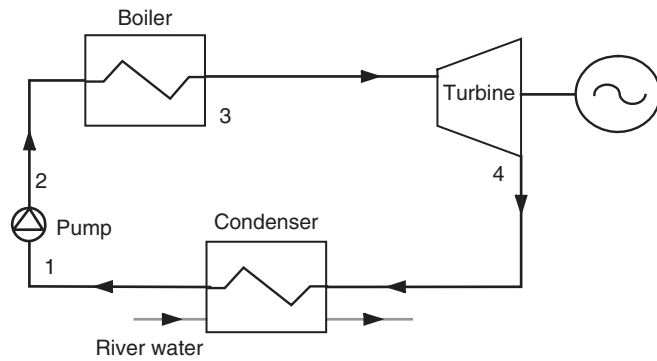 Boiler
3
Turbine
4
2
Pump
Condenser
1
River water